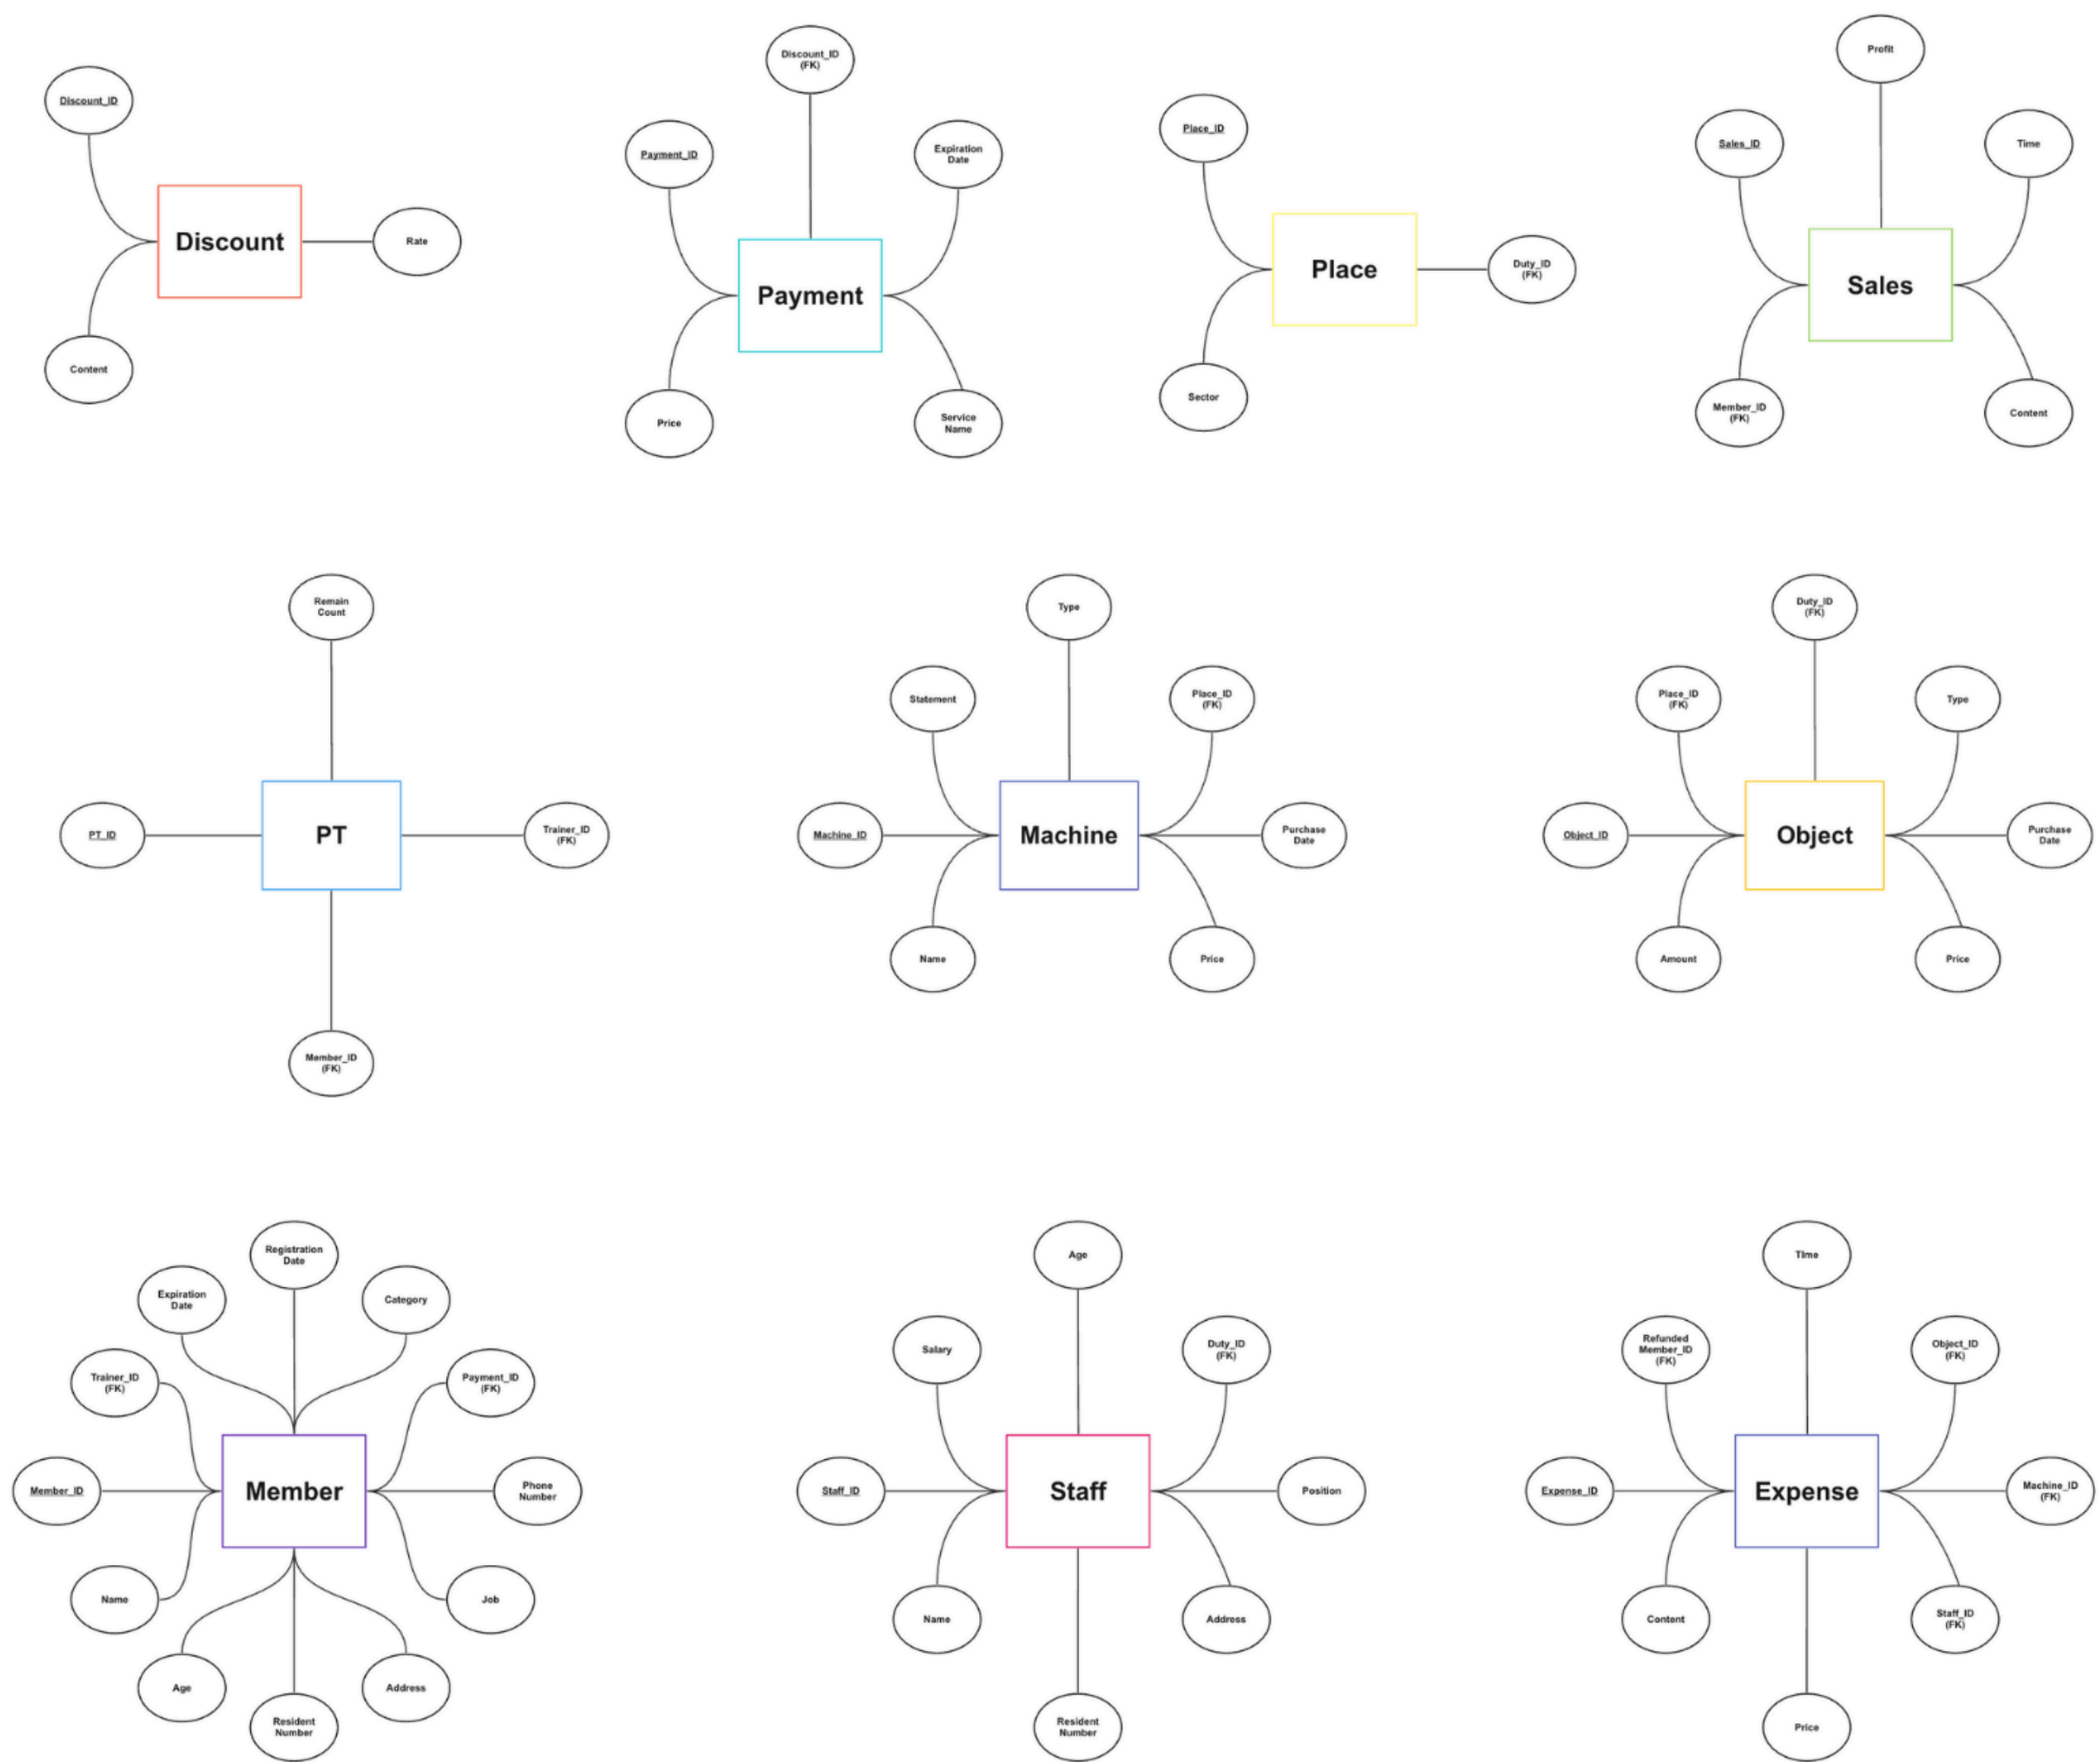 Discount_ID
Discount
Rate
Content
Discount_ID
(FK)
Payment_ID
Expiration
Date
Payment
Price
Service
Name
Place_ID
Place
Duty_ID
(FK)
Sector
Profit
Sales_ID
Time
Sales
Member_ID
(FK)
Content
Remain
Count
PT_ID
PT
Trainer_ID
(FK)
Member_ID
(FK)
Type
Statement
Place_ID
(FK)
Machine_ID
Machine
Purchase
Date
Name
Price
Duty_ID
(FK)
Place_ID
(FK)
Type
Object_ID
Object
Purchase
Date
Amount
Price
Registration
Date
Expiration
Date
Category
Trainer_ID
(FK)
Payment_ID
(FK)
Member_ID
Member
Phone
Number
Name
Job
Age
Address
Resident
Number
Age
Salary
Duty_ID
(FK)
Staff_ID
Staff
Position
Name
Address
Resident
Number
TIme
Refunded
Member_ID
(FK)
Object_ID
(FK)
Expense_ID
Expense
Machine_ID
(FK)
Content
Staff_ID
(FK)
Price